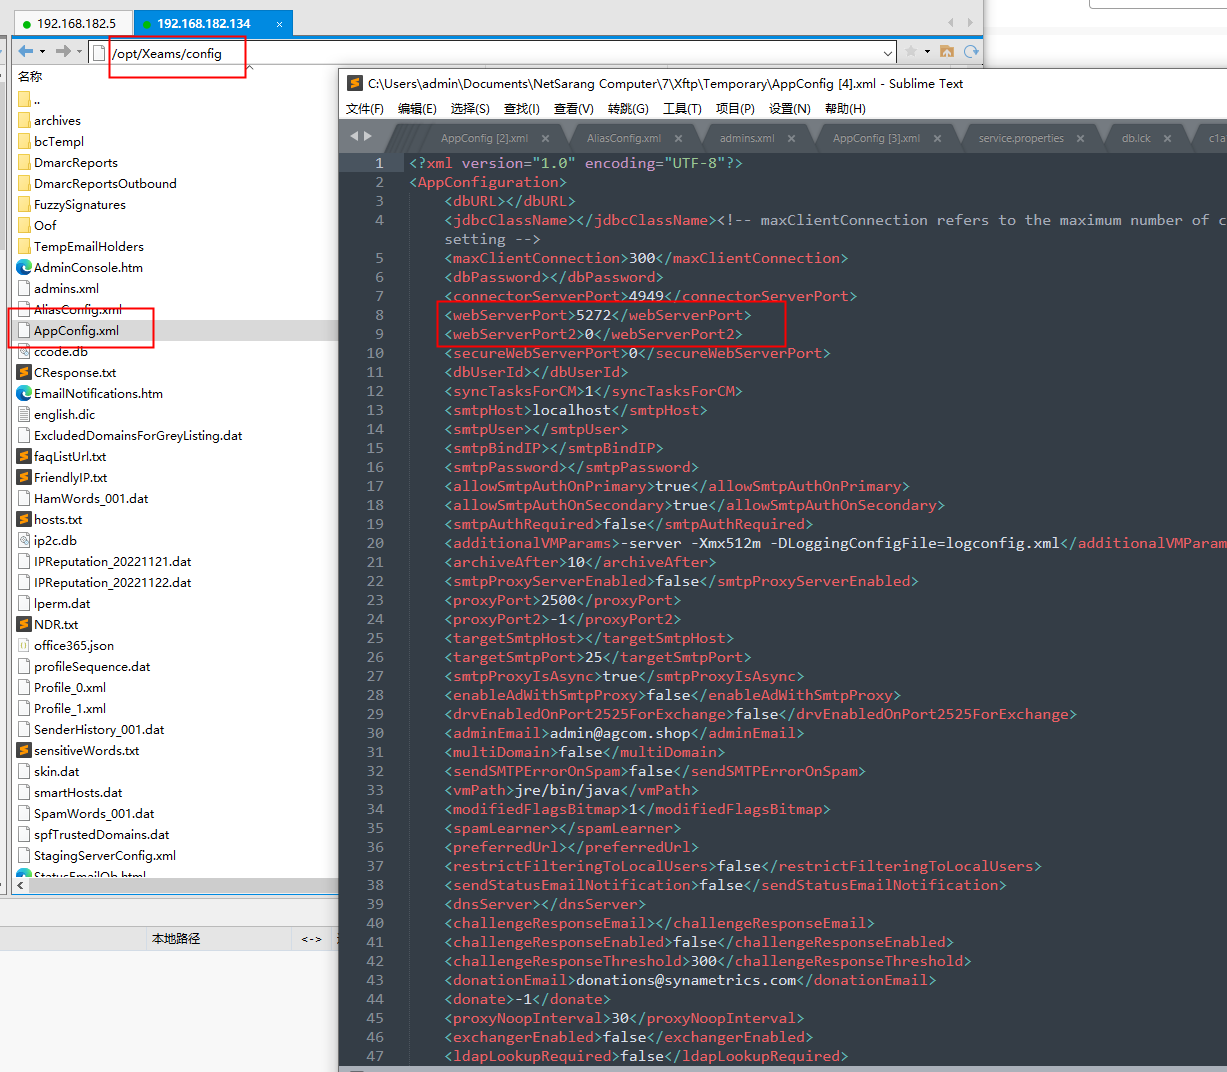 192.168.182.5
192.168.182.134
/opt/Xeams/config
名称
..
archives
bcTempl
DmarcReports
DmarcReportsOutbound
FuzzySignatures
Oof
TempEmailHolders
AdminConsole.htm
admins.xml
AliasConfig.xml
AppConfig.xml
ccode.db
CResponse.txt
EmailNotifications.htm
english.dic
ExcludedDomainsForGreyListing.dat
faqListUrl.txt
FriendlyIP.txt
HamWords_001.dat
hosts.txt
ip2c.db
IPReputation_20221121.dat
IPReputation_20221122.dat
lperm.dat
NDR.txt
office365.json
profileSequence.dat
Profile_0.xml
Profile_1.xml
SenderHistory_001.dat
sensitiveWords.txt
skin.dat
smartHosts.dat
SpamWords_001.dat
spfTrustedDomains.dat
StagingServerConfig.xml
StatusEmailOb.html
本地路径
<->
C:\Users\admin\Documents\NetSarang Computer\7\Xftp\Temporary\AppConfig [4].xml - Sublime Text
文件(F) 编辑(E) 选择(S) 查找(I) 查看(V) 转跳(G) 工具(T) 项目(P) 设置(N) 帮助(H)
AppConfig [2].xml AliasConfig.xml admins.xml AppConfig [3].xml service.properties db.lck c1a
1 <?xml version="1.0" encoding="UTF-8"?>
2 <AppConfiguration>
3 <dbURL></dbURL>
4 <jdbcClassName></jdbcClassName><!-- maxClientConnection refers to the maximum number of c
setting -->
5 <maxClientConnection>300</maxClientConnection>
6 <dbPassword></dbPassword>
7 <connectorServerPort>4949</connectorServerPort>
8 <webServerPort>5272</webServerPort>
9 <webServerPort2>0</webServerPort2>
10 <secureWebServerPort>0</secureWebServerPort>
11 <dbUserId></dbUserId>
12 <syncTasksForCM>1</syncTasksForCM>
13 <smtpHost>localhost</smtpHost>
14 <smtpUser></smtpUser>
15 <smtpBindIP></smtpBindIP>
16 <smtpPassword></smtpPassword>
17 <allowSmtpAuthOnPrimary>true</allowSmtpAuthOnPrimary>
18 <allowSmtpAuthOnSecondary>true</allowSmtpAuthOnSecondary>
19 <smtpAuthRequired>false</smtpAuthRequired>
20 <additionalVMParams>-server -Xmx512m -DLoggingConfigFile=logconfig.xml</additionalVMParam
21 <archiveAfter>10</archiveAfter>
22 <smtpProxyServerEnabled>false</smtpProxyServerEnabled>
23 <proxyPort>2500</proxyPort>
24 <proxyPort2>-1</proxyPort2>
25 <targetSmtpHost></targetSmtpHost>
26 <targetSmtpPort>25</targetSmtpPort>
27 <smtpProxyIsAsync>true</smtpProxyIsAsync>
28 <enableAdWithSmtpProxy>false</enableAdWithSmtpProxy>
29 <drvEnabledOnPort2525ForExchange>false</drvEnabledOnPort2525ForExchange>
30 <adminEmail>admin@agcom.shop</adminEmail>
31 <multiDomain>false</multiDomain>
32 <sendSMTPErrorOnSpam>false</sendSMTPErrorOnSpam>
33 <vmPath>jre/bin/java</vmPath>
34 <modifiedFlagsBitmap>1</modifiedFlagsBitmap>
35 <spamLearner></spamLearner>
36 <preferredUrl></preferredUrl>
37 <restrictFilteringToLocalUsers>false</restrictFilteringToLocalUsers>
38 <sendStatusEmailNotification>false</sendStatusEmailNotification>
39 <dnsServer></dnsServer>
40 <challengeResponseEmail></challengeResponseEmail>
41 <challengeResponseEnabled>false</challengeResponseEnabled>
42 <challengeResponseThreshold>300</challengeResponseThreshold>
43 <donationEmail>donations@synametrics.com</donationEmail>
44 <donate>-1</donate>
45 <proxyNoopInterval>30</proxyNoopInterval>
46 <exchangerEnabled>false</exchangerEnabled>
47 <ldapLookupRequired>false</ldapLookupRequired>